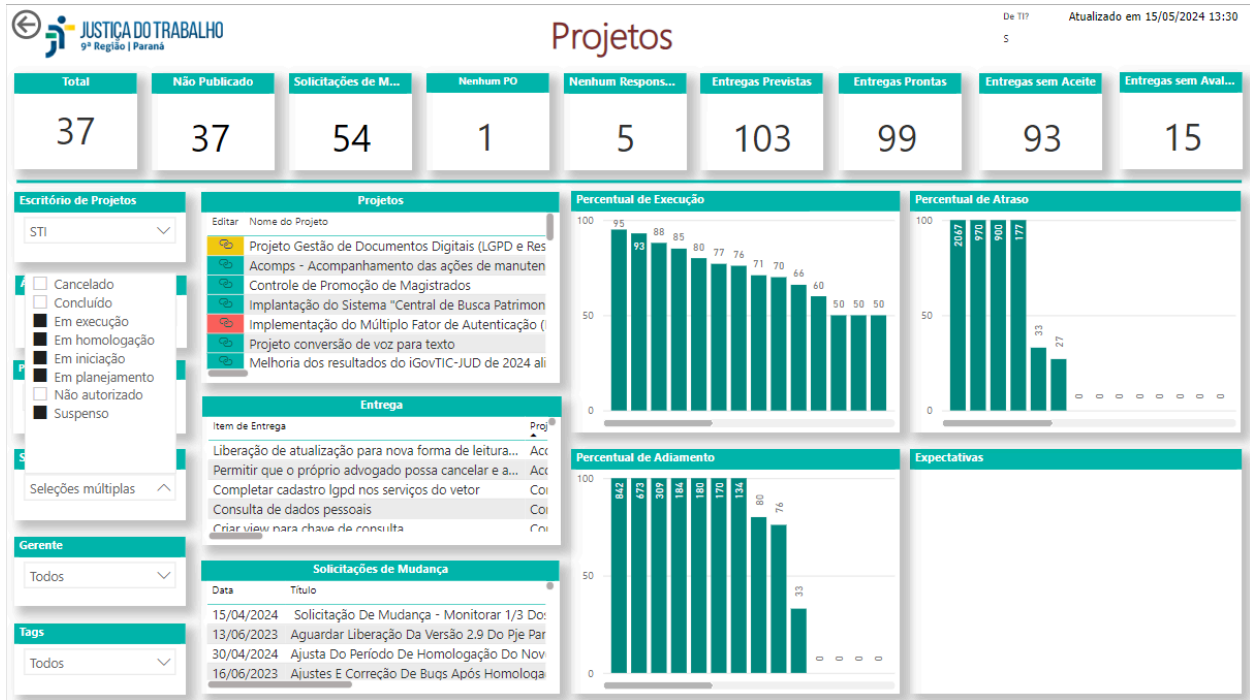 JUSTIÇA DO TRABALHO
9ª Região | Paraná
Projetos
De TI?
S
Atualizado em 15/05/2024 13:30
Total
37
Não Publicado
37
Solicitações de M...
54
Nenhum PO
1
Nenhum Respons...
5
Entregas Previstas
103
Entregas Prontas
99
Entregas sem Aceite
93
Entregas sem Aval...
15
Escritório de Projetos
STI
A
Cancelado
Concluído
Em execução
Em homologação
Em iniciação
Em planejamento
Não autorizado
Suspenso
P
S
Seleções múltiplas
Gerente
Todos
Tags
Todos
Projetos
Editar Nome do Projeto
Projeto Gestão de Documentos Digitais (LGPD e Res
Acomps - Acompanhamento das ações de manuten
Controle de Promoção de Magistrados
Implantação do Sistema "Central de Busca Patrimon
Implementação do Múltiplo Fator de Autenticação (
Projeto conversão de voz para texto
Melhoria dos resultados do iGovTIC-JUD de 2024 ali
Entrega
Item de Entrega Proj
Liberação de atualização para nova forma de leitura... Acc
Permitir que o próprio advogado possa cancelar e a... Acc
Completar cadastro lgpd nos serviços do vetor Coi
Consulta de dados pessoais Coi
Criar view para chave de consulta Coi
Solicitações de Mudança
Data Título
15/04/2024 Solicitação De Mudança - Monitorar 1/3 Do
13/06/2023 Aguardar Liberação Da Versão 2.9 Do Pje Par
30/04/2024 Ajusta Do Período De Homologação Do Nov
16/06/2023 Ajustes E Correção De Bugs Após Homologa
Percentual de Execução
100
50
0
95 93 88 85 80 77 76 71 70 66 60 50 50 50
Percentual de Atraso
100
50
0
2067 970 900 177 33 27 0 0 0 0 0 0 0 0
Percentual de Adiamento
100
50
0
842 673 309 184 180 170 134 80 76 33 0 0 0 0
Expectativas